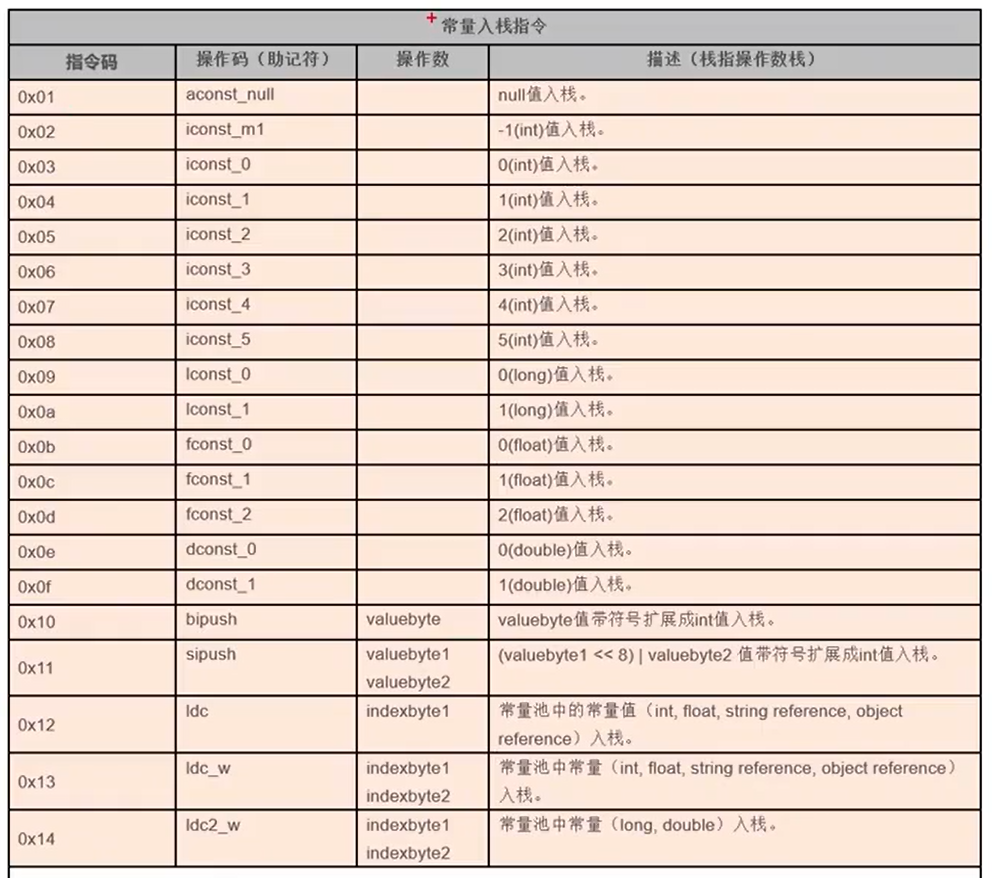 常量入栈指令
指令码 操作码（助记符） 操作数 描述（栈指操作数栈）
0x01 aconst_null null值入栈。
0x02 iconst_m1 -1(int)值入栈。
0x03 iconst_0 0(int)值入栈。
0x04 iconst_1 1(int)值入栈。
0x05 iconst_2 2(int)值入栈。
0x06 iconst_3 3(int)值入栈。
0x07 iconst_4 4(int)值入栈。
0x08 iconst_5 5(int)值入栈。
0x09 lconst_0 0(long)值入栈。
0x0a lconst_1 1(long)值入栈。
0x0b fconst_0 0(float)值入栈。
0x0c fconst_1 1(float)值入栈。
0x0d fconst_2 2(float)值入栈。
0x0e dconst_0 0(double)值入栈。
0x0f dconst_1 1(double)值入栈。
0x10 bipush valuebyte valuebyte值带符号扩展成int值入栈。
0x11 sipush valuebyte1 (valuebyte1 << 8) | valuebyte2 值带符号扩展成int值入栈。
valuebyte2
0x12 ldc indexbyte1 常量池中的常量值（int, float, string reference, object
reference）入栈。
0x13 ldc_w indexbyte1 常量池中常量（int, float, string reference, object reference）
indexbyte2 入栈。
0x14 ldc2_w indexbyte1 常量池中常量（long, double）入栈。
indexbyte2